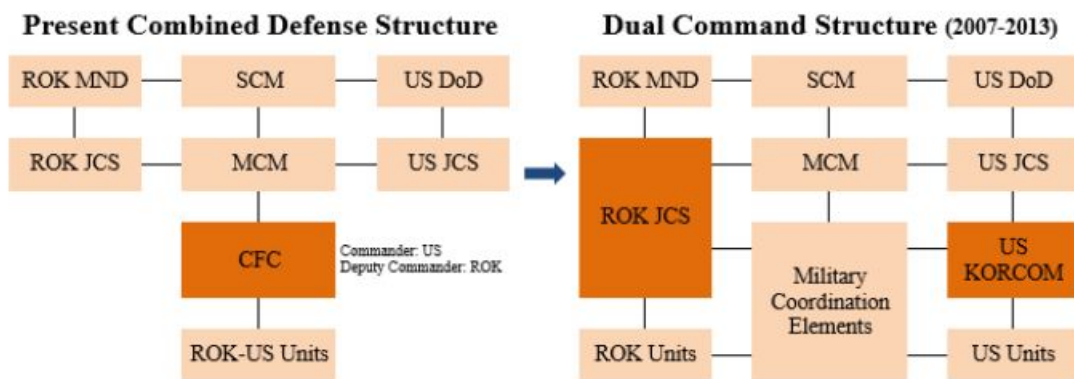 Present Combined Defense Structure
ROK MND
SCM
US DoD
ROK JCS
MCM
US JCS
CFC
Commander: US
Deputy Commander: ROK
ROK-US Units
Dual Command Structure (2007-2013)
ROK MND
SCM
US DoD
ROK JCS
MCM
US JCS
Military
Coordination
Elements
US
KORCOM
ROK Units
US Units